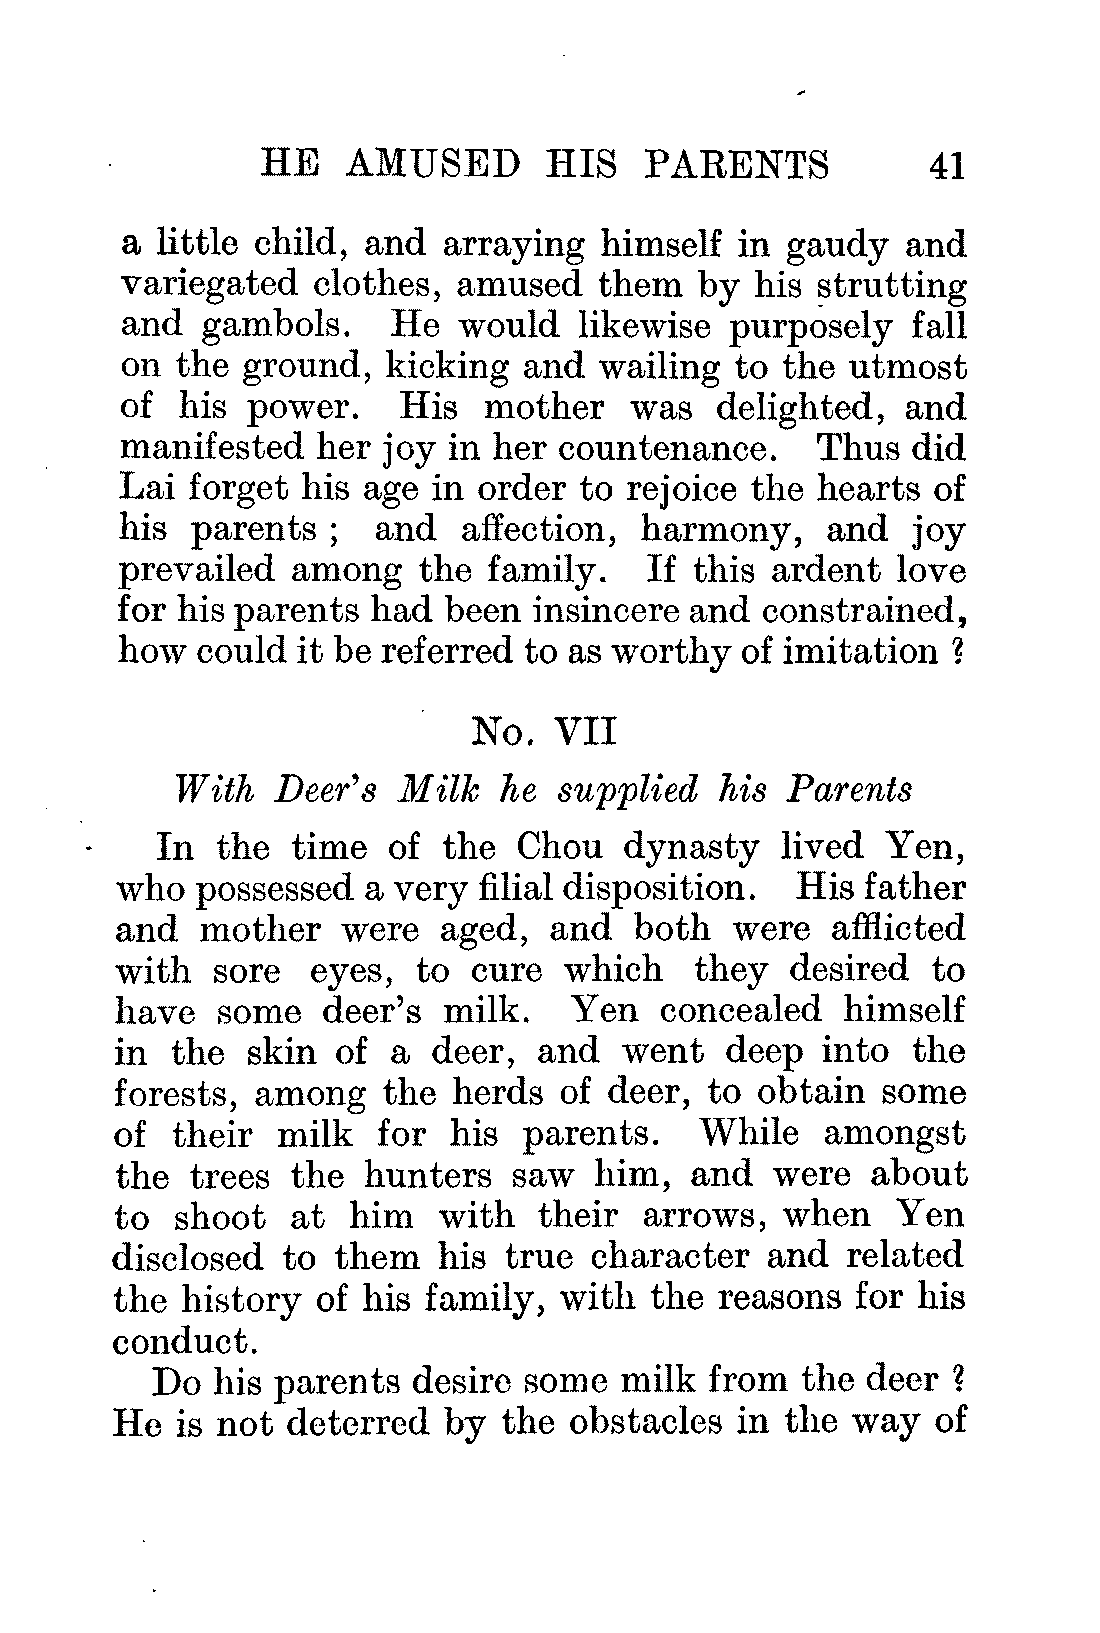 HE AMUSED HIS PARENTS 41
a little child, and arraying himself in gaudy and
variegated clothes, amused them by his strutting
and gambols. He would likewise purposely fall
on the ground, kicking and wailing to the utmost
of his power. His mother was delighted, and
manifested her joy in her countenance. Thus did
Lai forget his age in order to rejoice the hearts of
his parents ; and affection, harmony, and joy
prevailed among the family. If this ardent love
for his parents had been insincere and constrained,
how could it be referred to as worthy of imitation ?
No. VII
With Deer's Milk he supplied his Parents
In the time of the Chou dynasty lived Yen,
who possessed a very filial disposition. His father
and mother were aged, and both were afflicted
with sore eyes, to cure which they desired to
have some deer's milk. Yen concealed himself
in the skin of a deer, and went deep into the
forests, among the herds of deer, to obtain some
of their milk for his parents. While amongst
the trees the hunters saw him, and were about
to shoot at him with their arrows, when Yen
disclosed to them his true character and related
the history of his family, with the reasons for his
conduct.
Do his parents desire some milk from the deer ?
He is not deterred by the obstacles in the way of